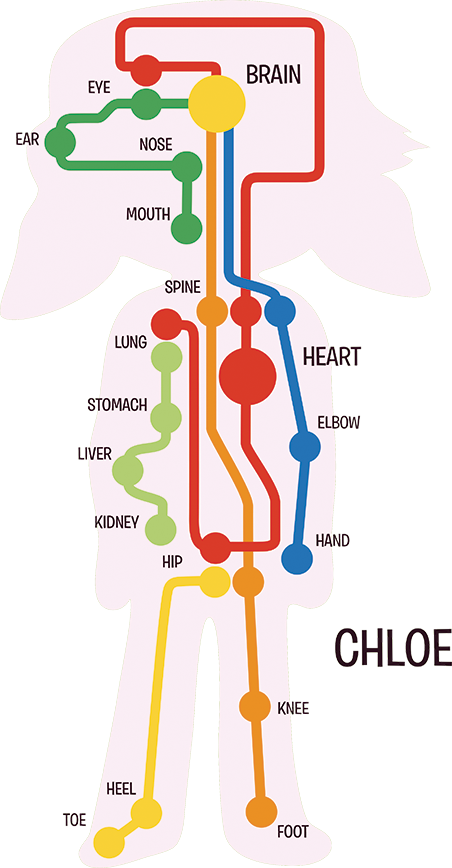 BRAIN
EYE
EAR
NOSE
MOUTH
SPINE
LUNG
HEART
STOMACH
ELBOW
LIVER
KIDNEY
HAND
HIP
CHLOE
KNEE
HEEL
TOE
FOOT